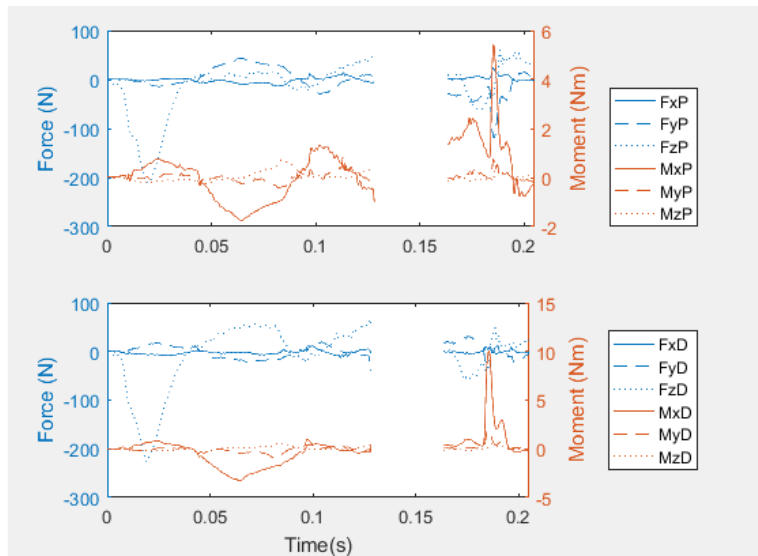 100
0
-100
-200
-300
Force (N)
6
4
2
0
-2
Moment (Nm)
0
0.05
0.1
0.15
0.2
FxP
FyP
FzP
MxP
MyP
MzP
100
0
-100
-200
-300
Force (N)
15
10
5
0
-5
Moment (Nm)
0
0.05
0.1
0.15
0.2
Time(s)
FxD
FyD
FzD
MxD
MyD
MzD